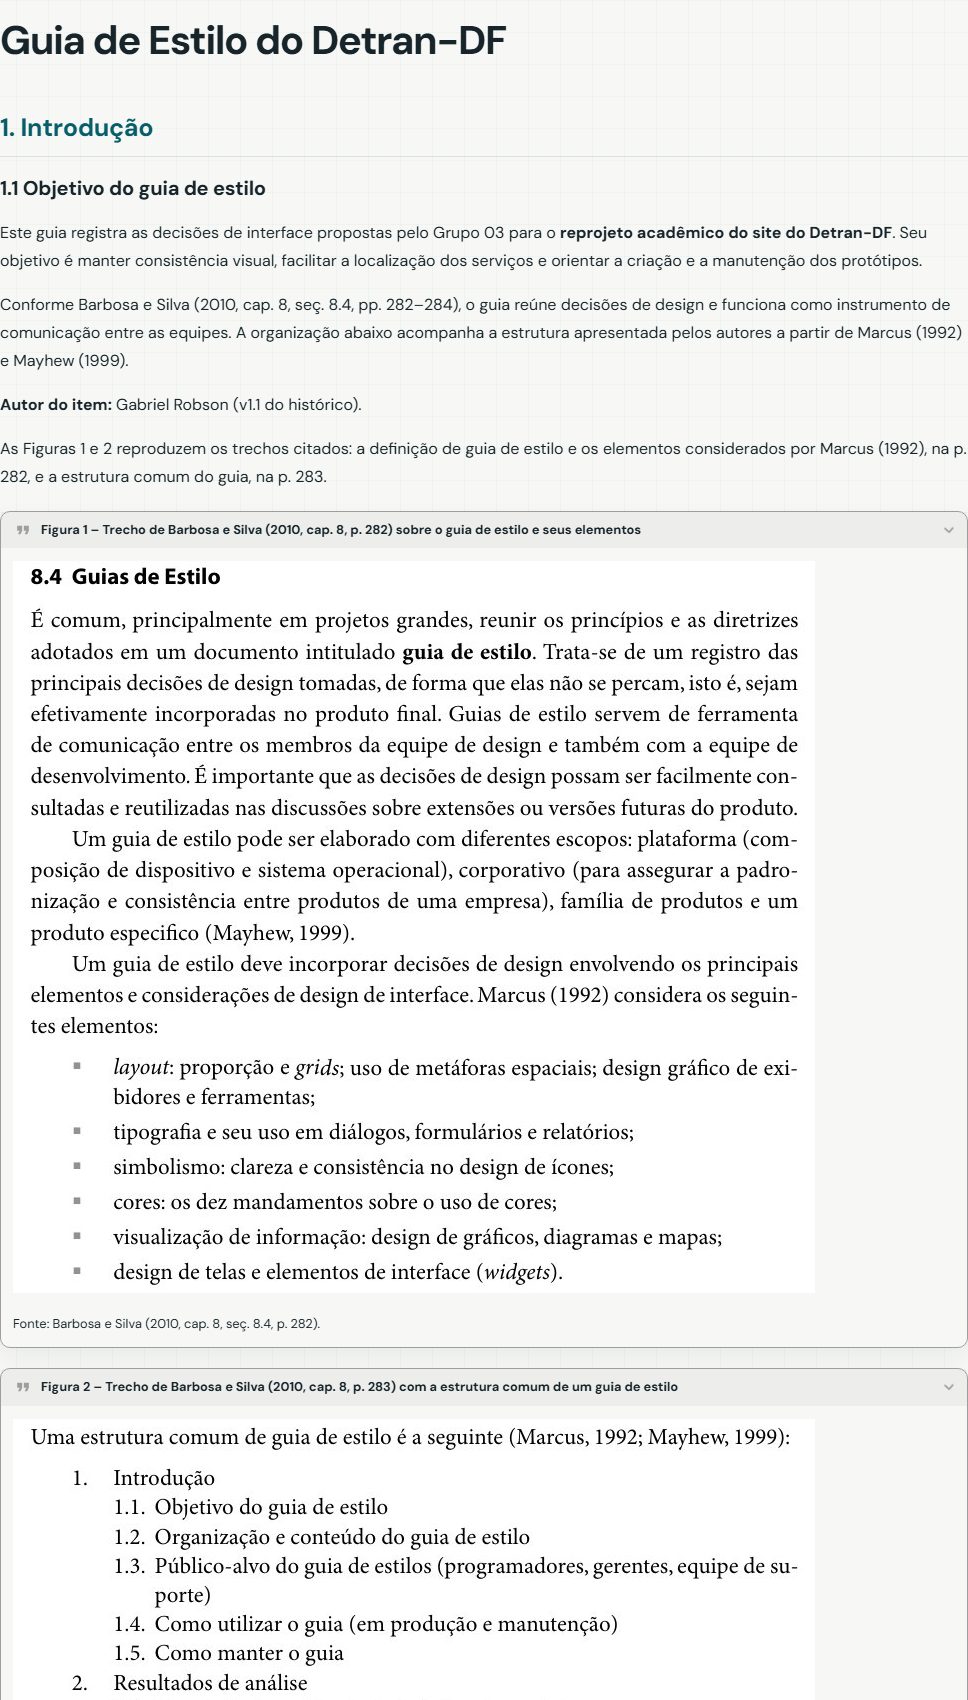 Guia de Estilo do Detran-DF
1. Introdução
1.1 Objetivo do guia de estilo
Este guia registra as decisões de interface propostas pelo Grupo 03 para o reprojeto acadêmico do site do Detran-DF. Seu
objetivo é manter consistência visual, facilitar a localização dos serviços e orientar a criação e a manutenção dos protótipos.
Conforme Barbosa e Silva (2010, cap. 8, seç. 8.4, pp. 282–284), o guia reúne decisões de design e funciona como instrumento de
comunicação entre as equipes. A organização abaixo acompanha a estrutura apresentada pelos autores a partir de Marcus (1992)
e Mayhew (1999).
Autor do item: Gabriel Robson (v1.1 do histórico).
As Figuras 1 e 2 reproduzem os trechos citados: a definição de guia de estilo e os elementos considerados por Marcus (1992), na p.
282, e a estrutura comum do guia, na p. 283.
Figura 1 – Trecho de Barbosa e Silva (2010, cap. 8, p. 282) sobre o guia de estilo e seus elementos
8.4 Guias de Estilo
É comum, principalmente em projetos grandes, reunir os princípios e as diretrizes
adotados em um documento intitulado guia de estilo. Trata-se de um registro das
principais decisões de design tomadas, de forma que elas não se percam, isto é, sejam
efetivamente incorporadas no produto final. Guias de estilo servem de ferramenta
de comunicação entre os membros da equipe de design e também com a equipe de
desenvolvimento. É importante que as decisões de design possam ser facilmente con-
sultadas e reutilizadas nas discussões sobre extensões ou versões futuras do produto.
Um guia de estilo pode ser elaborado com diferentes escopos: plataforma (com-
posição de dispositivo e sistema operacional), corporativo (para assegurar a padro-
nização e consistência entre produtos de uma empresa), família de produtos e um
produto especifico (Mayhew, 1999).
Um guia de estilo deve incorporar decisões de design envolvendo os principais
elementos e considerações de design de interface. Marcus (1992) considera os seguin-
tes elementos:
▪ layout: proporção e grids; uso de metáforas espaciais; design gráfico de exi-
bidores e ferramentas;
▪ tipografia e seu uso em diálogos, formulários e relatórios;
▪ simbolismo: clareza e consistência no design de ícones;
▪ cores: os dez mandamentos sobre o uso de cores;
▪ visualização de informação: design de gráficos, diagramas e mapas;
▪ design de telas e elementos de interface (widgets).
Fonte: Barbosa e Silva (2010, cap. 8, seç. 8.4, p. 282).
Figura 2 – Trecho de Barbosa e Silva (2010, cap. 8, p. 283) com a estrutura comum de um guia de estilo
Uma estrutura comum de guia de estilo é a seguinte (Marcus, 1992; Mayhew, 1999):
1. Introdução
1.1. Objetivo do guia de estilo
1.2. Organização e conteúdo do guia de estilo
1.3. Público-alvo do guia de estilos (programadores, gerentes, equipe de su-
porte)
1.4. Como utilizar o guia (em produção e manutenção)
1.5. Como manter o guia
2. Resultados de análise